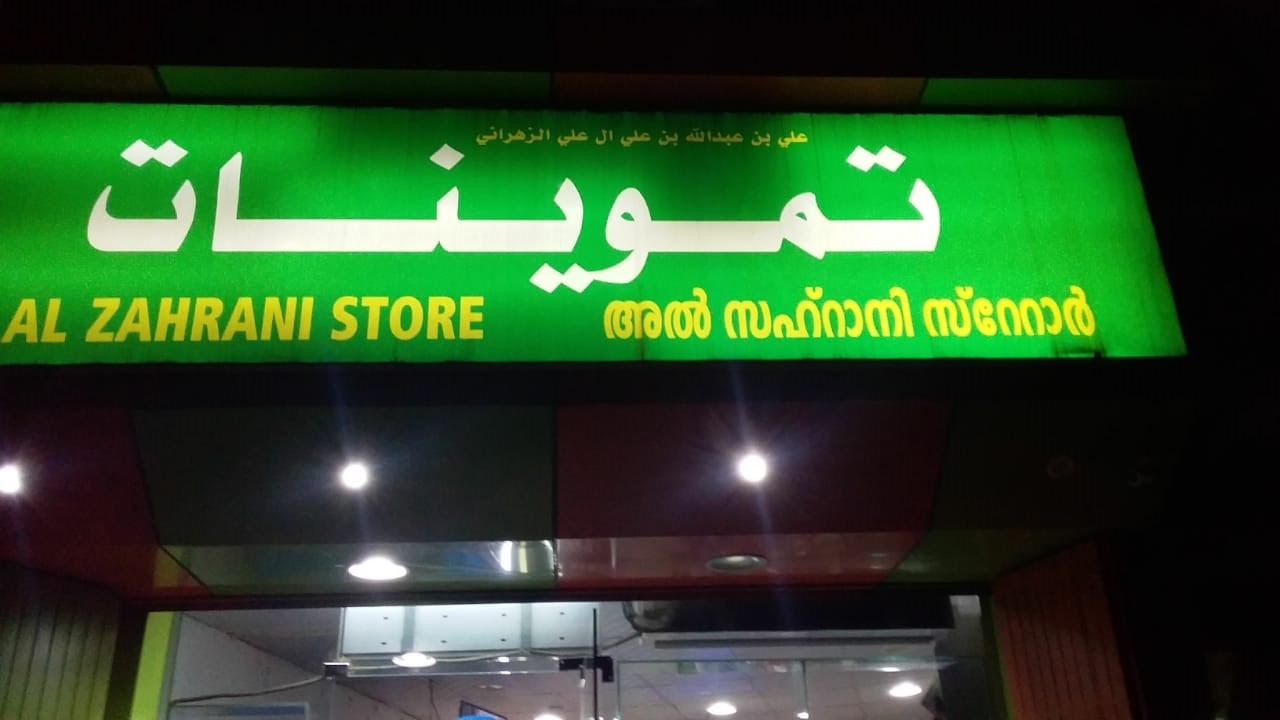 علي بن عبدالله بن علي ال علي الزهراني
تموينات
AL ZAHRANI STORE
അൽ സഹ്റാനി സ്റേറാർ